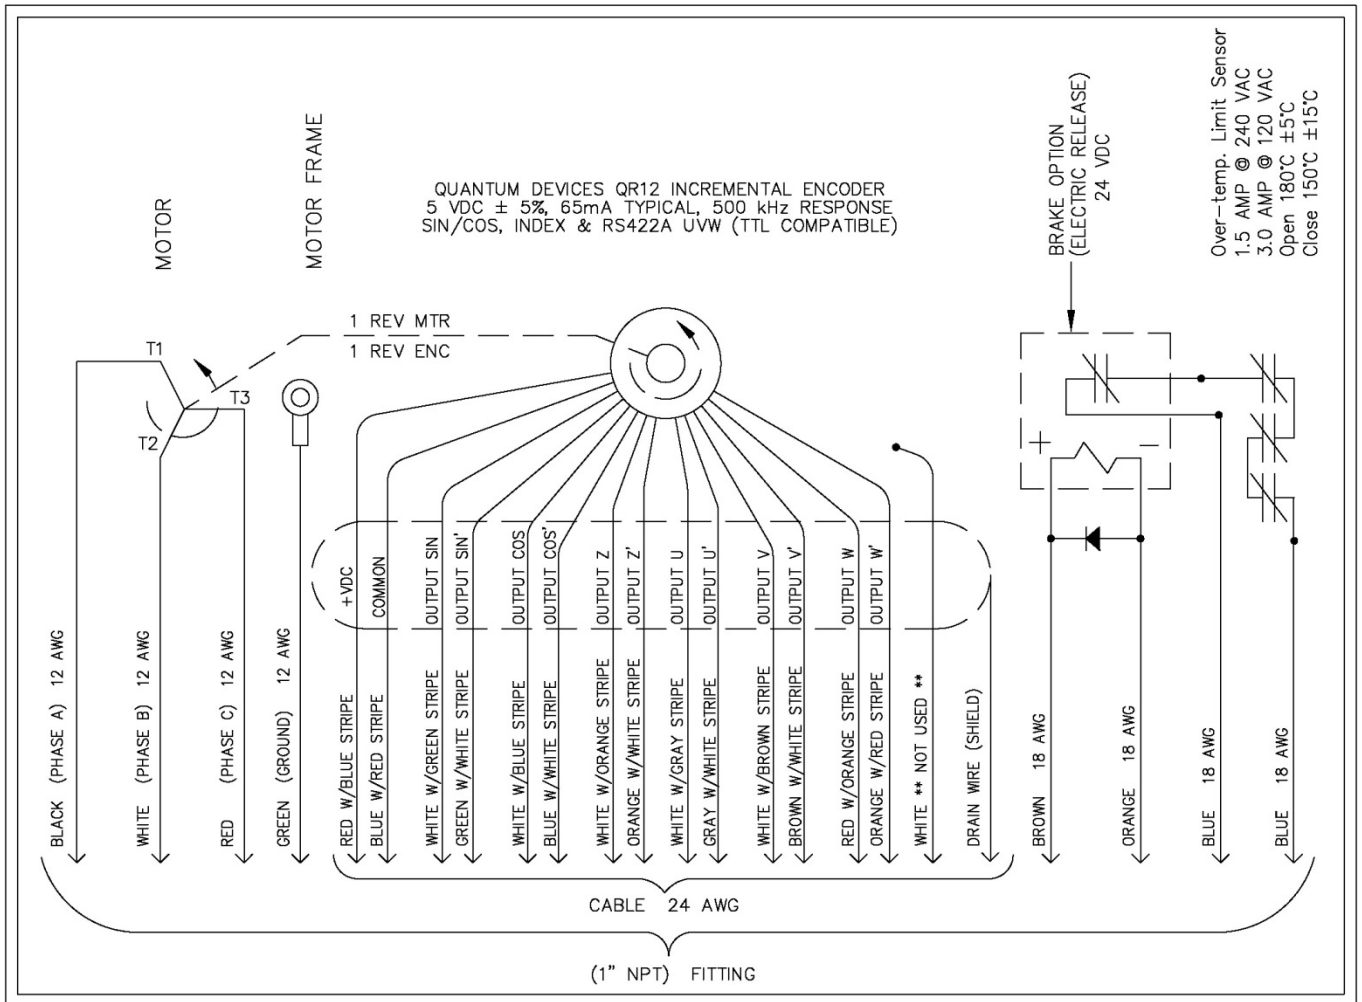 MOTOR
MOTOR FRAME
QUANTUM DEVICES QR12 INCREMENTAL ENCODER
5 VDC ± 5%, 65mA TYPICAL, 500 kHz RESPONSE
SIN/COS, INDEX & RS422A UVW (TTL COMPATIBLE)
BRAKE OPTION
(ELECTRIC RELEASE)
24 VDC
Over-temp. Limit Sensor
1.5 AMP @ 240 VAC
3.0 AMP @ 120 VAC
Open 180°C ±5°C
Close 150°C ±15°C
1 REV MTR
1 REV ENC
T1
T3
T2
+
−
+VDC
COMMON
OUTPUT SIN
OUTPUT SIN'
OUTPUT COS
OUTPUT COS'
OUTPUT Z
OUTPUT Z'
OUTPUT U
OUTPUT U'
OUTPUT V
OUTPUT V'
OUTPUT W
OUTPUT W'
BLACK (PHASE A) 12 AWG
WHITE (PHASE B) 12 AWG
RED (PHASE C) 12 AWG
GREEN (GROUND) 12 AWG
RED W/BLUE STRIPE
BLUE W/RED STRIPE
WHITE W/GREEN STRIPE
GREEN W/WHITE STRIPE
WHITE W/BLUE STRIPE
BLUE W/WHITE STRIPE
WHITE W/ORANGE STRIPE
ORANGE W/WHITE STRIPE
WHITE W/GRAY STRIPE
GRAY W/WHITE STRIPE
WHITE W/BROWN STRIPE
BROWN W/WHITE STRIPE
RED W/ORANGE STRIPE
ORANGE W/RED STRIPE
WHITE ** NOT USED **
DRAIN WIRE (SHIELD)
BROWN 18 AWG
ORANGE 18 AWG
BLUE 18 AWG
BLUE 18 AWG
CABLE 24 AWG
(1" NPT) FITTING